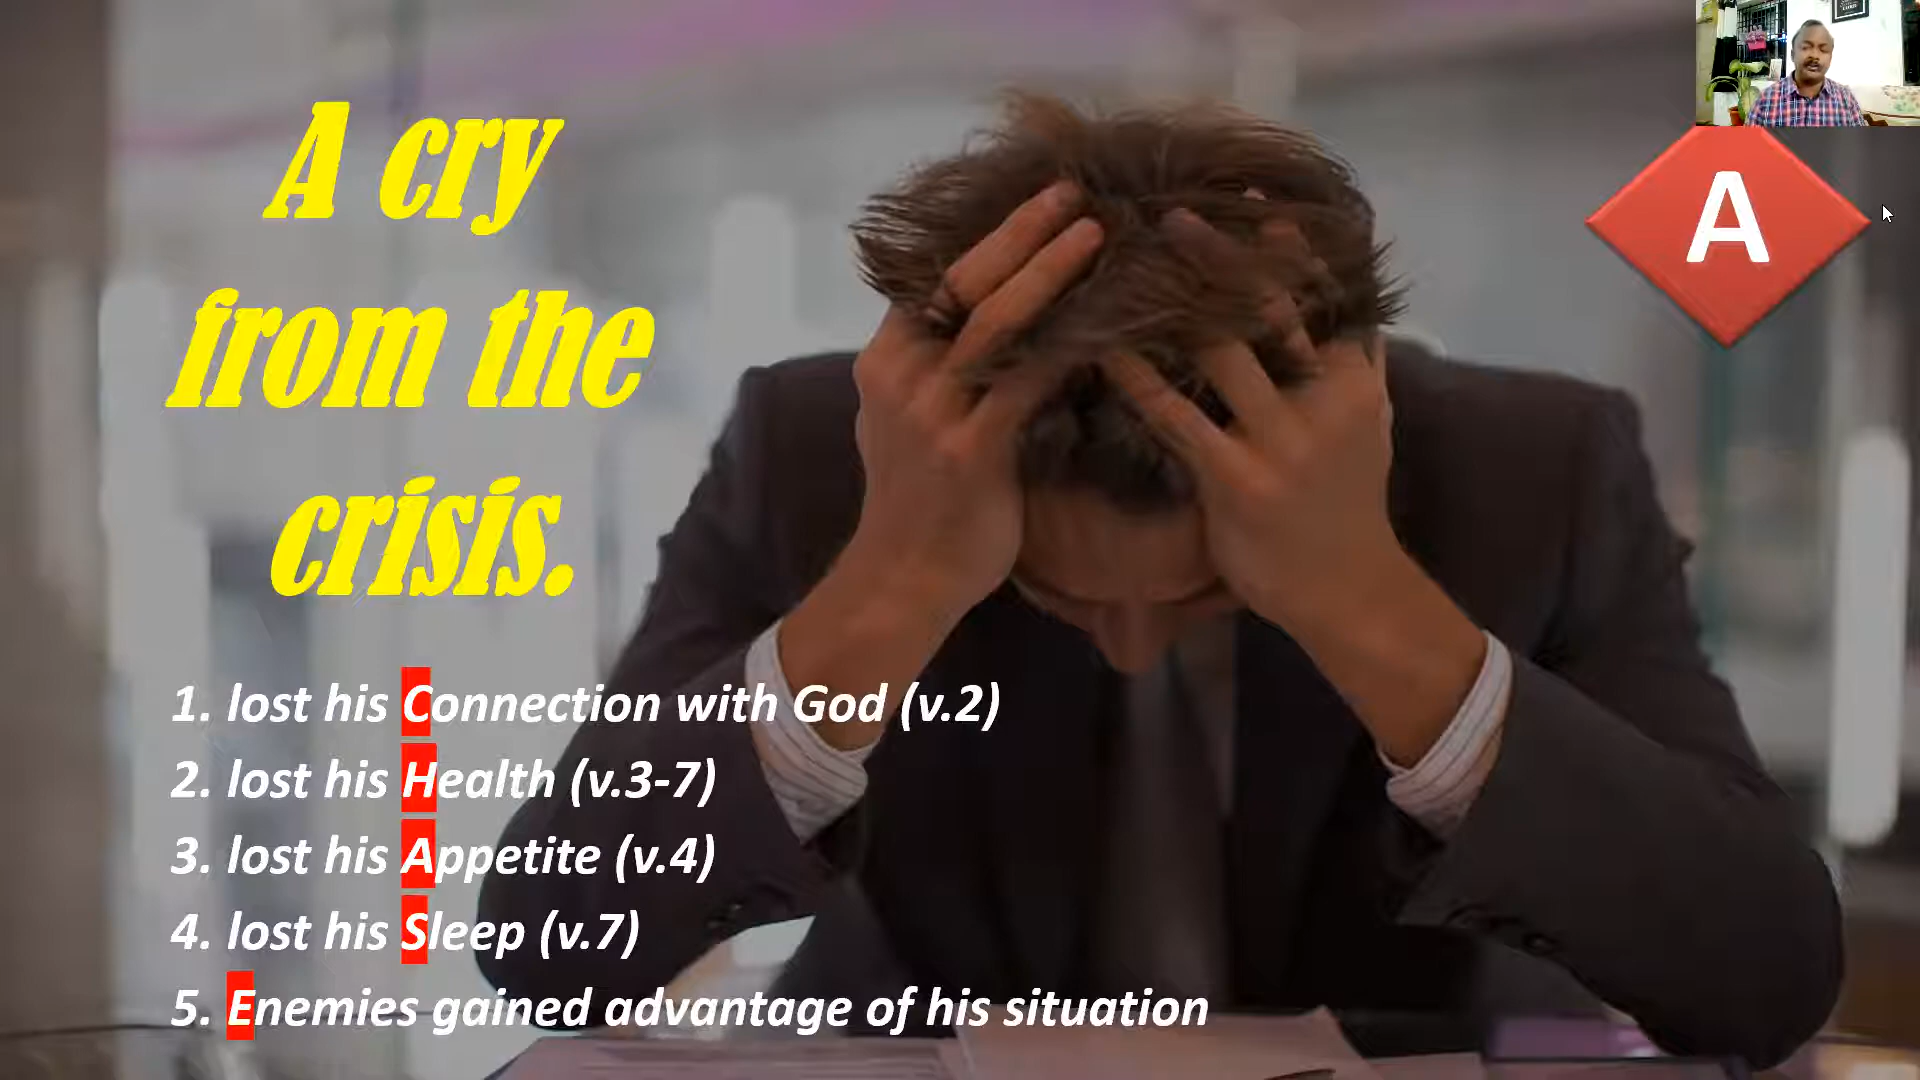 A cry
from the
crisis.
A
1. lost his Connection with God (v.2)
2. lost his Health (v.3-7)
3. lost his Appetite (v.4)
4. lost his Sleep (v.7)
5. Enemies gained advantage of his situation